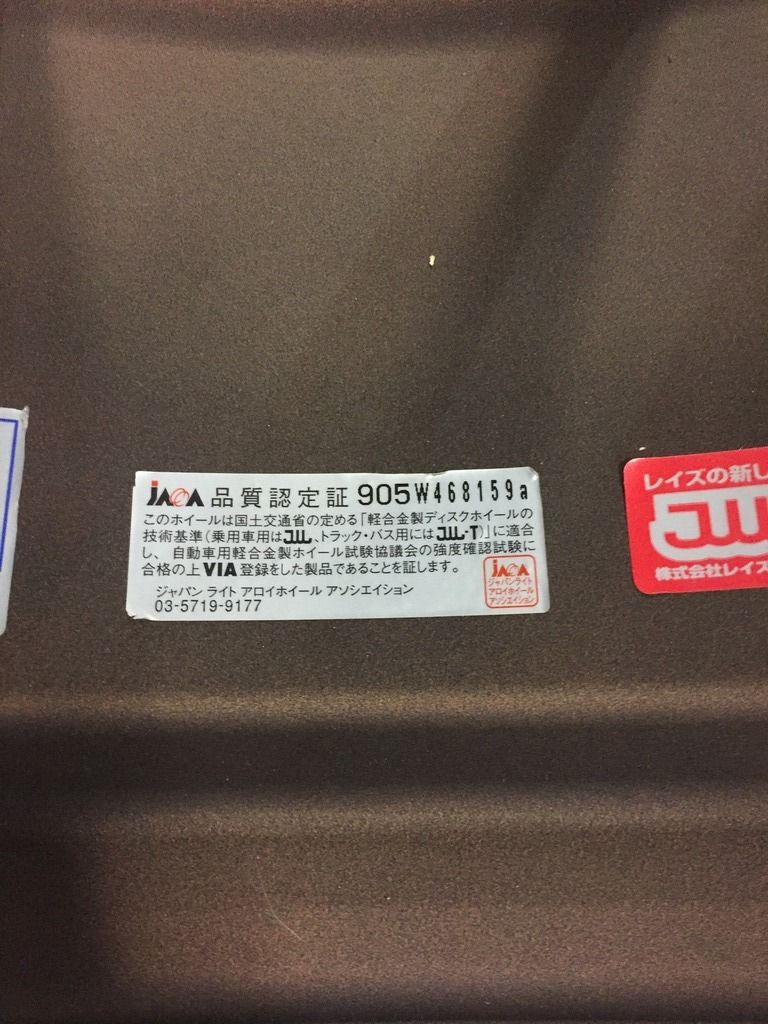 JAWA 品質認定証 905W468159a
このホイールは国土交通省の定める「軽合金製ディスクホイールの
技術基準(乗用車用はJWL、トラック・バス用にはJWL-T)」に適合
し、自動車用軽合金製ホイール試験協議会の強度確認試験に
合格の上VIA登録をした製品であることを証します。
ジャパン ライト アロイホイール アソシエイション
03-5719-9177
JAWA
ジャパンライト
アロイホイール
アソシエイション
レイズの新し
JW
株式会社レイズ